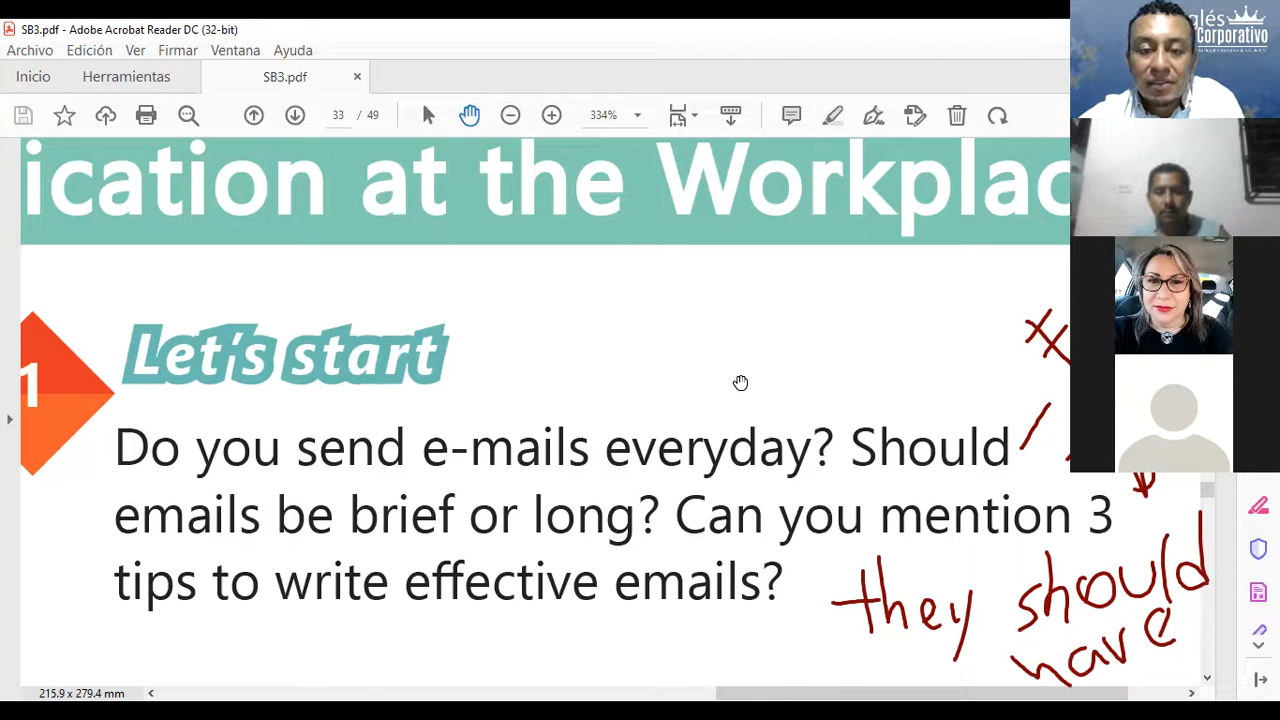 SB3.pdf - Adobe Acrobat Reader DC (32-bit)
Archivo Edición Ver Firmar Ventana Ayuda
Inicio Herramientas SB3.pdf ×
33 / 49 334%
glés
Corporativo
ication at the Workplac
1 Let's start
Do you send e-mails everyday? Should
emails be brief or long? Can you mention 3
tips to write effective emails?
they should
have
215.9 x 279.4 mm